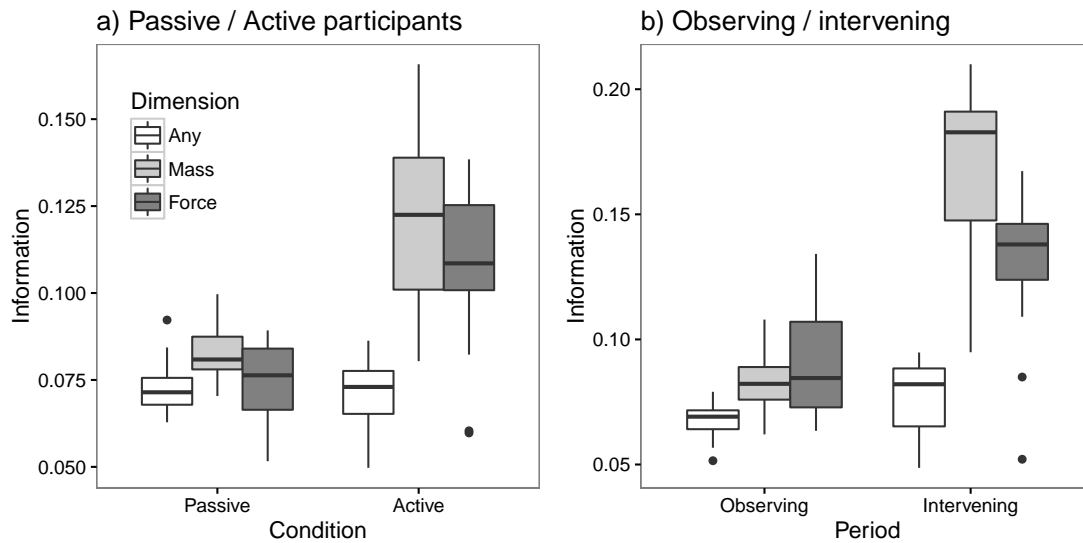 a) Passive / Active participants
0.150
0.125
0.100
0.075
0.050
Information
Dimension
Any
Mass
Force
Passive
Active
Condition
b) Observing / intervening
0.20
0.15
0.10
0.05
Information
Observing
Intervening
Period